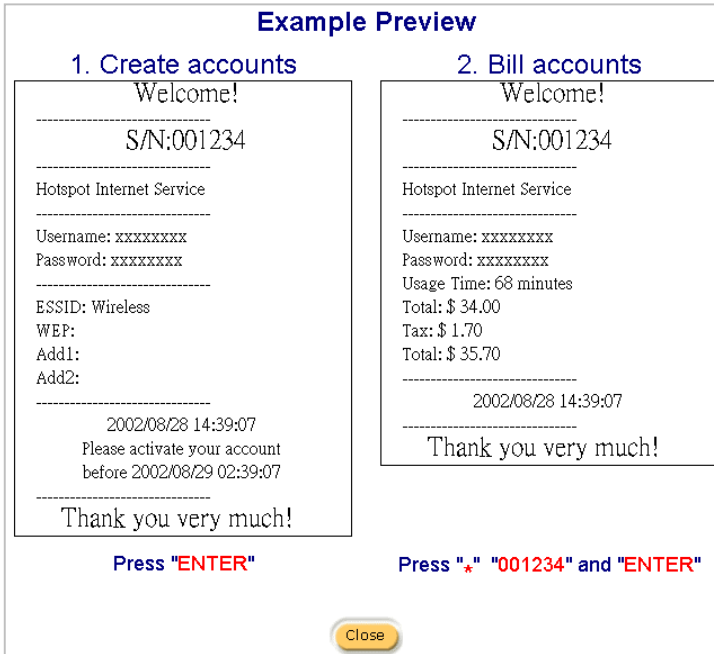 Example Preview
1. Create accounts
Welcome!
-------------------------------
S/N:001234
-------------------------------
Hotspot Internet Service
-------------------------------
Username: xxxxxxxx
Password: xxxxxxxx
-------------------------------
ESSID: Wireless
WEP:
Add1:
Add2:
-------------------------------
2002/08/28 14:39:07
Please activate your account
before 2002/08/29 02:39:07
-------------------------------
Thank you very much!
Press "ENTER"
2. Bill accounts
Welcome!
-------------------------------
S/N:001234
-------------------------------
Hotspot Internet Service
-------------------------------
Username: xxxxxxxx
Password: xxxxxxxx
Usage Time: 68 minutes
Total: $ 34.00
Tax: $ 1.70
Total: $ 35.70
-------------------------------
2002/08/28 14:39:07
-------------------------------
Thank you very much!
Press "*" "001234" and "ENTER"
Close